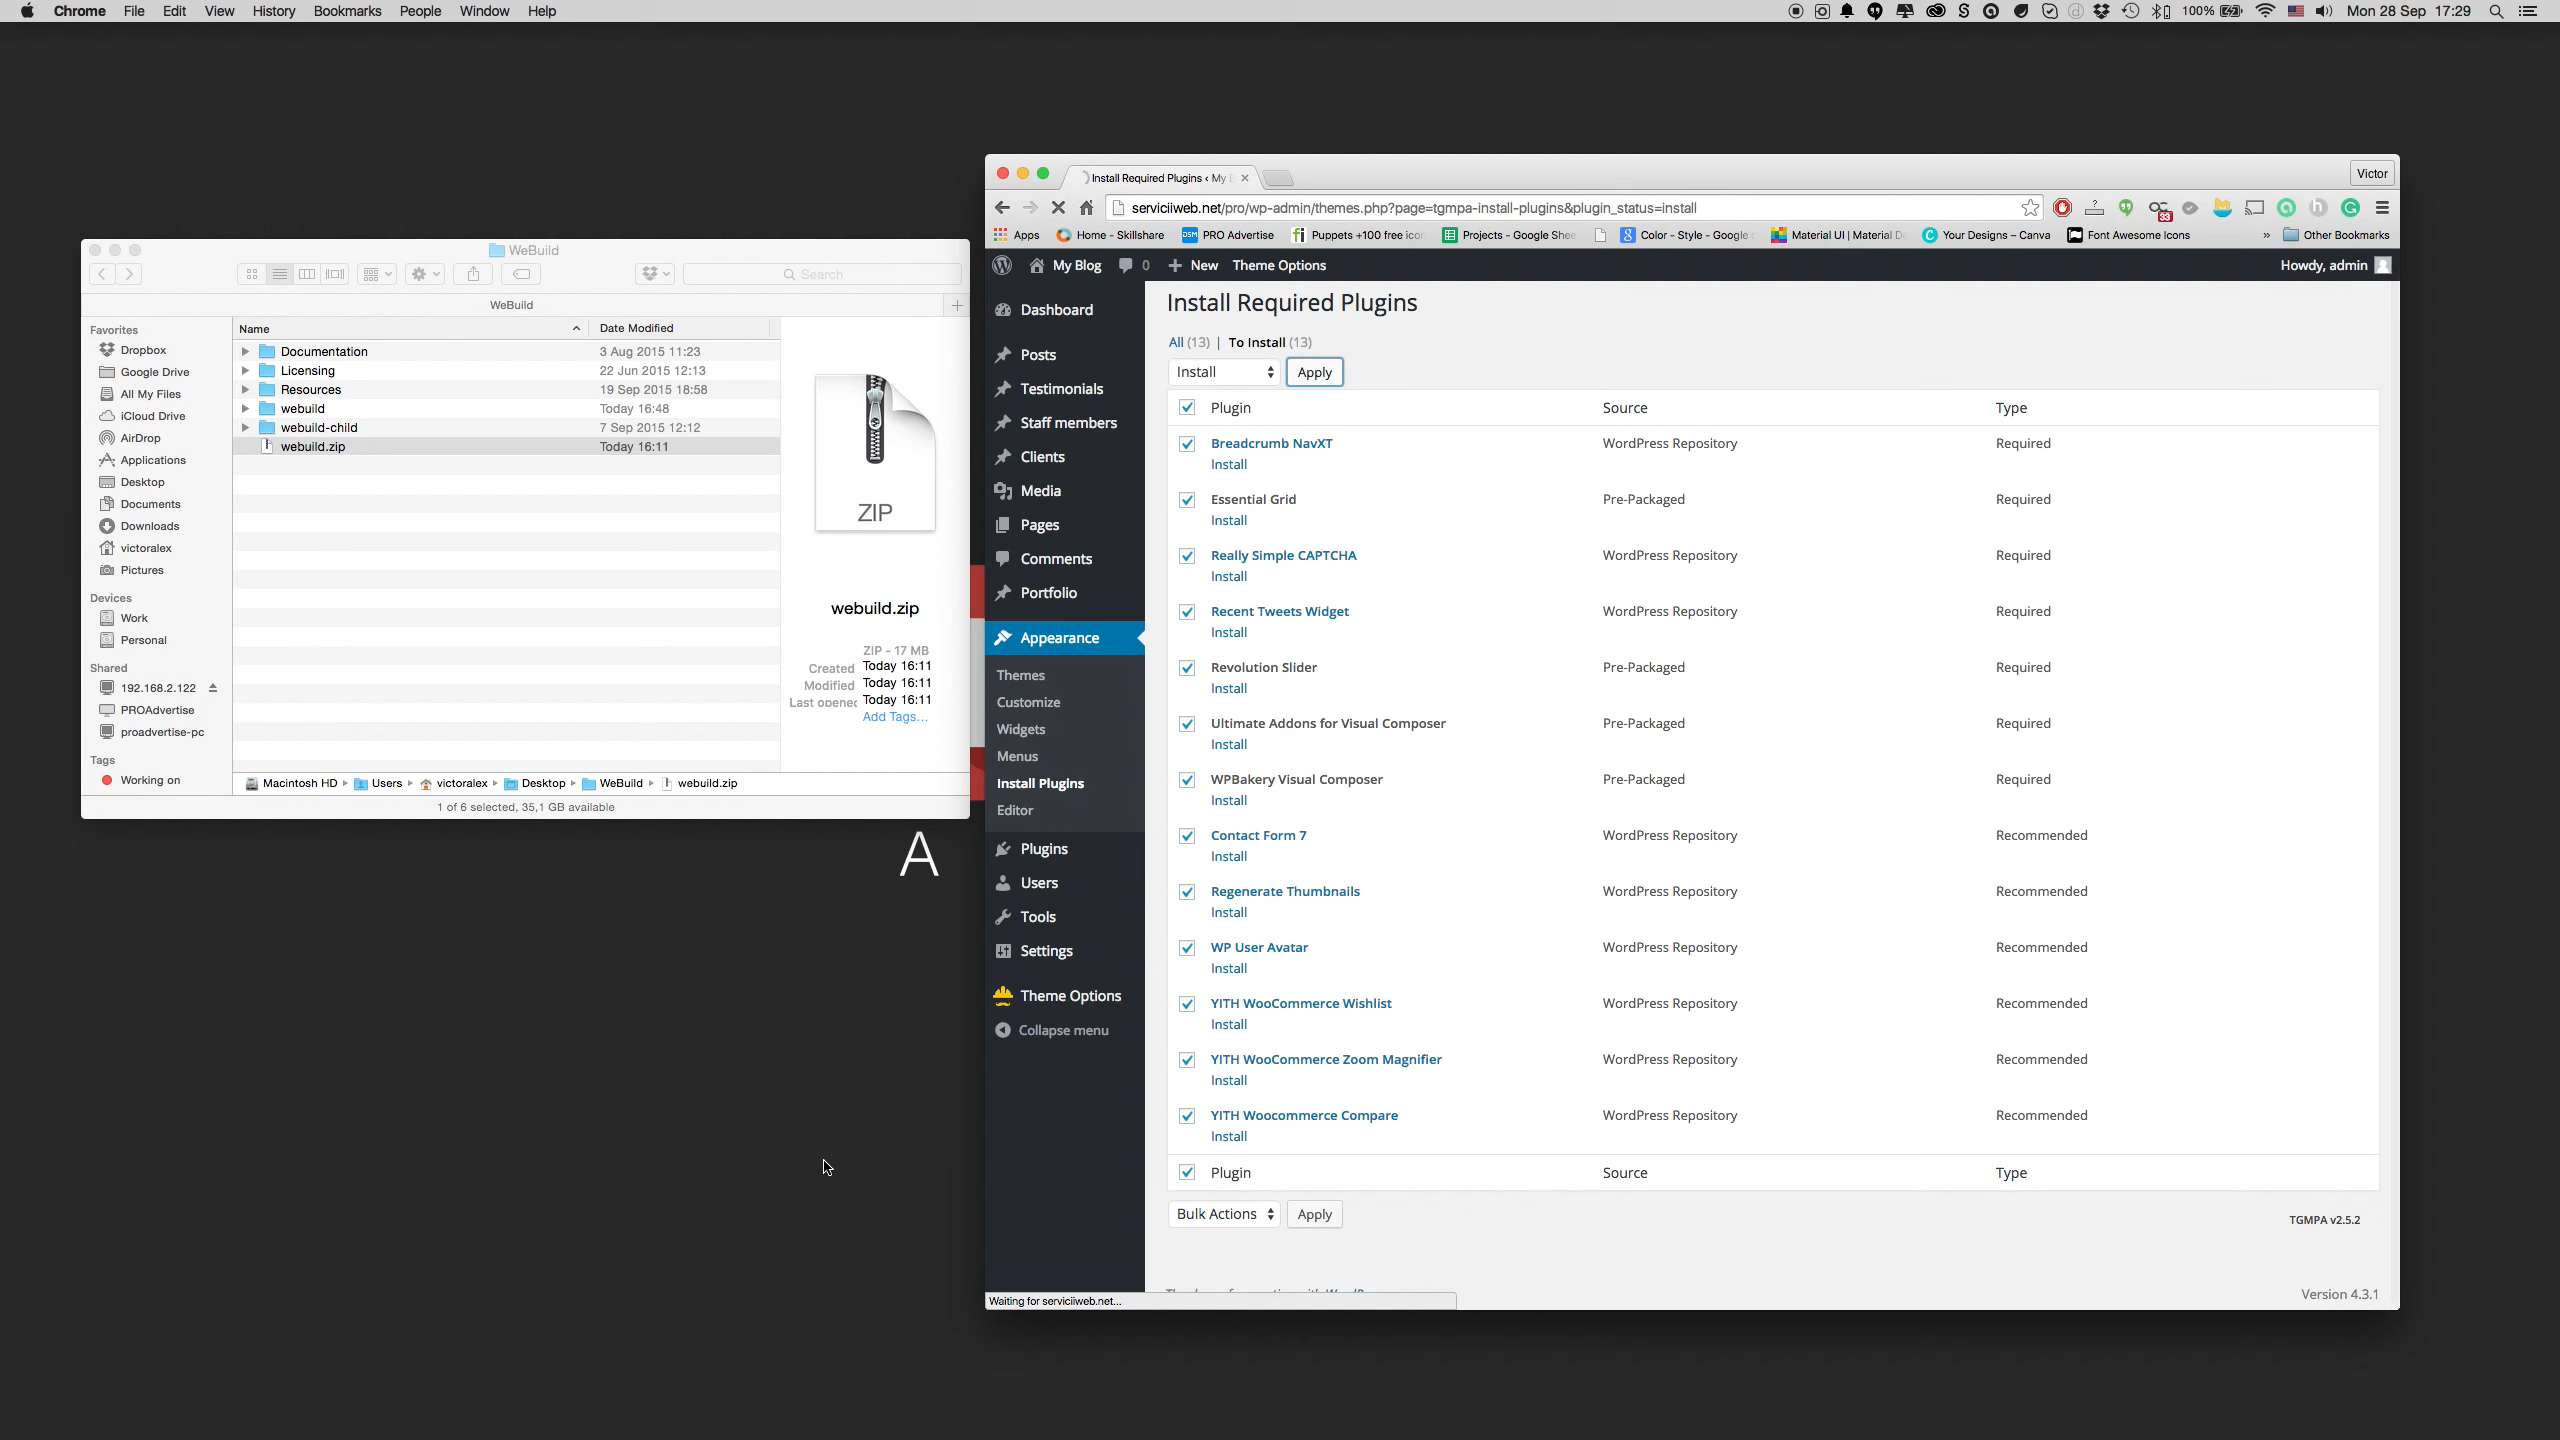 Chrome File Edit View History Bookmarks People Window Help
100% Mon 28 Sep 17:29
WeBuild
Search
WeBuild
Favorites
Dropbox
Google Drive
All My Files
iCloud Drive
AirDrop
Applications
Desktop
Documents
Downloads
victoralex
Pictures
Devices
Work
Personal
Shared
192.168.2.122
PROAdvertise
proadvertise-pc
Tags
Working on
Name Date Modified
Documentation 3 Aug 2015 11:23
Licensing 22 Jun 2015 12:13
Resources 19 Sep 2015 18:58
webuild Today 16:48
webuild-child 7 Sep 2015 12:12
webuild.zip Today 16:11
ZIP
webuild.zip
ZIP - 17 MB
Created Today 16:11
Modified Today 16:11
Last opened Today 16:11
Add Tags...
Macintosh HD Users victoralex Desktop WeBuild webuild.zip
1 of 6 selected, 35,1 GB available
A
Install Required Plugins ‹ My
Victor
serviciiweb.net/pro/wp-admin/themes.php?page=tgmpa-install-plugins&plugin_status=install
33
Apps Home - Skillshare PRO Advertise Puppets +100 free icon Projects - Google Shee Color - Style - Google Material UI | Material D Your Designs – Canva Font Awesome Icons » Other Bookmarks
My Blog 0 New Theme Options Howdy, admin
Dashboard
Posts
Testimonials
Staff members
Clients
Media
Pages
Comments
Portfolio
Appearance
Themes
Customize
Widgets
Menus
Install Plugins
Editor
Plugins
Users
Tools
Settings
Theme Options
Collapse menu
Install Required Plugins
All (13) | To Install (13)
Install Apply
Plugin Source Type
Breadcrumb NavXT WordPress Repository Required
Install
Essential Grid Pre-Packaged Required
Install
Really Simple CAPTCHA WordPress Repository Required
Install
Recent Tweets Widget WordPress Repository Required
Install
Revolution Slider Pre-Packaged Required
Install
Ultimate Addons for Visual Composer Pre-Packaged Required
Install
WPBakery Visual Composer Pre-Packaged Required
Install
Contact Form 7 WordPress Repository Recommended
Install
Regenerate Thumbnails WordPress Repository Recommended
Install
WP User Avatar WordPress Repository Recommended
Install
YITH WooCommerce Wishlist WordPress Repository Recommended
Install
YITH WooCommerce Zoom Magnifier WordPress Repository Recommended
Install
YITH Woocommerce Compare WordPress Repository Recommended
Install
Plugin Source Type
Bulk Actions Apply
TGMPA v2.5.2
Version 4.3.1
Waiting for serviciiweb.net...